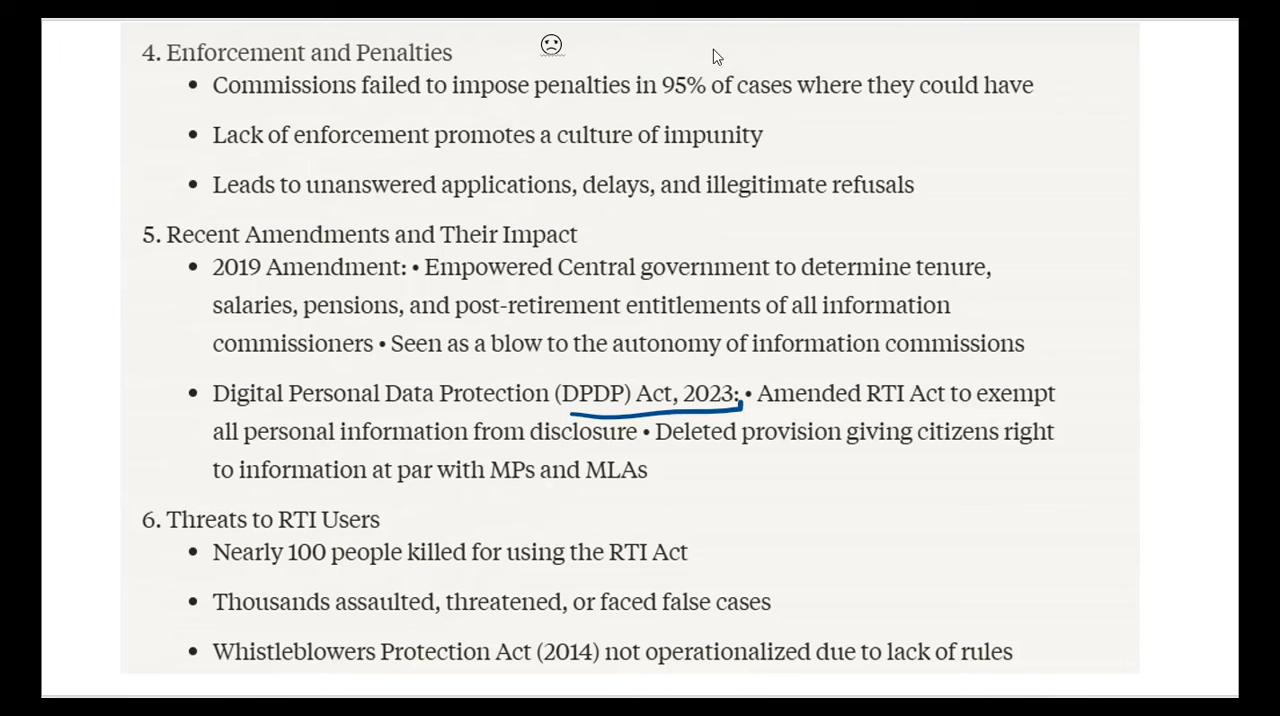 4. Enforcement and Penalties
• Commissions failed to impose penalties in 95% of cases where they could have
• Lack of enforcement promotes a culture of impunity
• Leads to unanswered applications, delays, and illegitimate refusals
5. Recent Amendments and Their Impact
• 2019 Amendment: • Empowered Central government to determine tenure,
salaries, pensions, and post-retirement entitlements of all information
commissioners • Seen as a blow to the autonomy of information commissions
• Digital Personal Data Protection (DPDP) Act, 2023: • Amended RTI Act to exempt
all personal information from disclosure • Deleted provision giving citizens right
to information at par with MPs and MLAs
6. Threats to RTI Users
• Nearly 100 people killed for using the RTI Act
• Thousands assaulted, threatened, or faced false cases
• Whistleblowers Protection Act (2014) not operationalized due to lack of rules